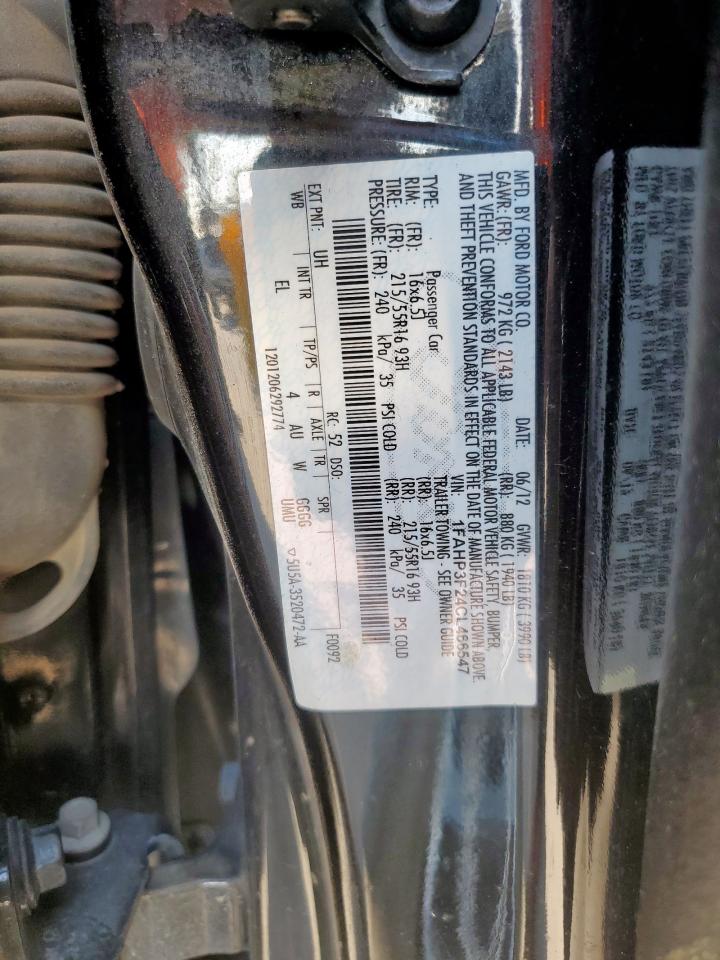 MFD. BY FORD MOTOR CO.
DATE: 06/12 GVWR: 1810 KG ( 3990 LB)
GAWR: (FR): 972 KG ( 2143 LB) (RR): 880 KG ( 1940 LB)
THIS VEHICLE CONFORMS TO ALL APPLICABLE FEDERAL MOTOR VEHICLE SAFETY, BUMPER,
AND THEFT PREVENTION STANDARDS IN EFFECT ON THE DATE OF MANUFACTURE SHOWN ABOVE.
VIN:
TYPE: Passenger Car TRAILER TOWING - SEE OWNER GUIDE
RIM: (FR): 16x6.5J (RR): 16x6.5J
TIRE: (FR): 215/55R16 93H (RR): 215/55R16 93H
PRESSURE: (FR): 240 kPa/ 35 PSI COLD (RR): 240 kPa/ 35 PSI COLD
RC: 52 DSO: F0092
EXT PNT: UH
INT TR TP/PS R AXLE TR SPR
WB EL 4 AU W GGGG
UMU
1201206292774 5U5A-3520472-AA